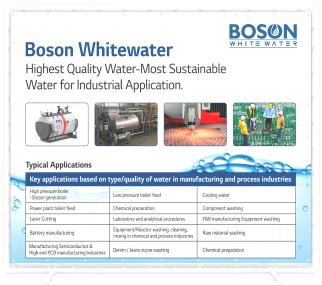 BOSON
WHITE WATER
Boson Whitewater
Highest Quality Water-Most Sustainable
Water for Industrial Application.
Typical Applications
Key applications based on type/quality of water in manufacturing and process industries
High pressure boiler
-Steam generation
Low pressure boiler feed
Cooling water
Power plant boiler feed
Chemical preparation
Component washing
Laser Cutting
Laboratory and analytical procedures
F&B manufacturing Equipment washing
Battery manufacturing
Equipment/Reactor washing, cleaning,
mixing in chemical and process industries
Raw material washing
Manufacturing Semiconductor &
High end PCB manufacturing Industries
Denim / Jeans stone washing
Chemical preparation